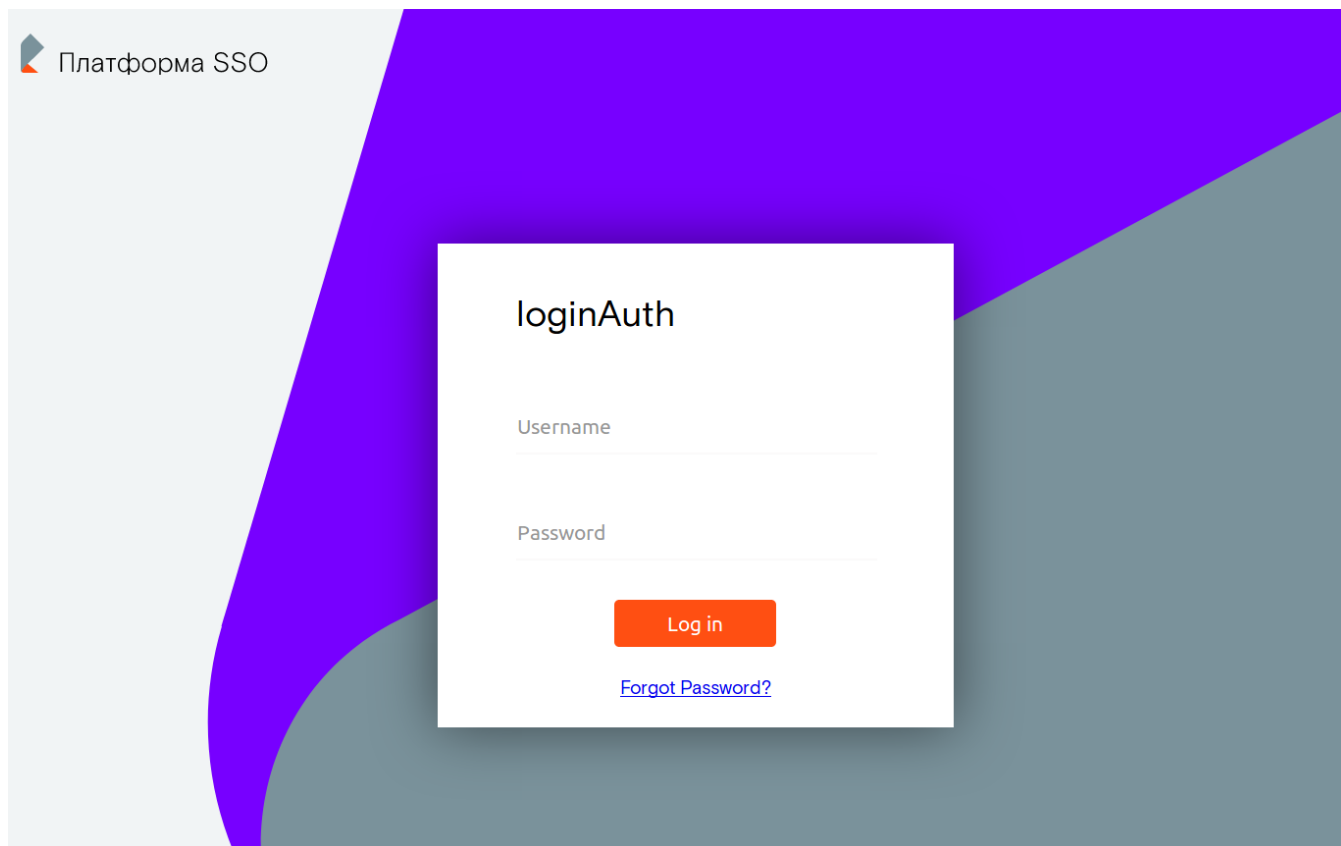 Платформа SSO
loginAuth
Username
Password
Log in
Forgot Password?